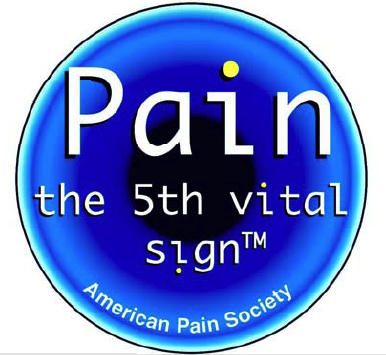 Pain
the 5th vital
sign™
American Pain Society